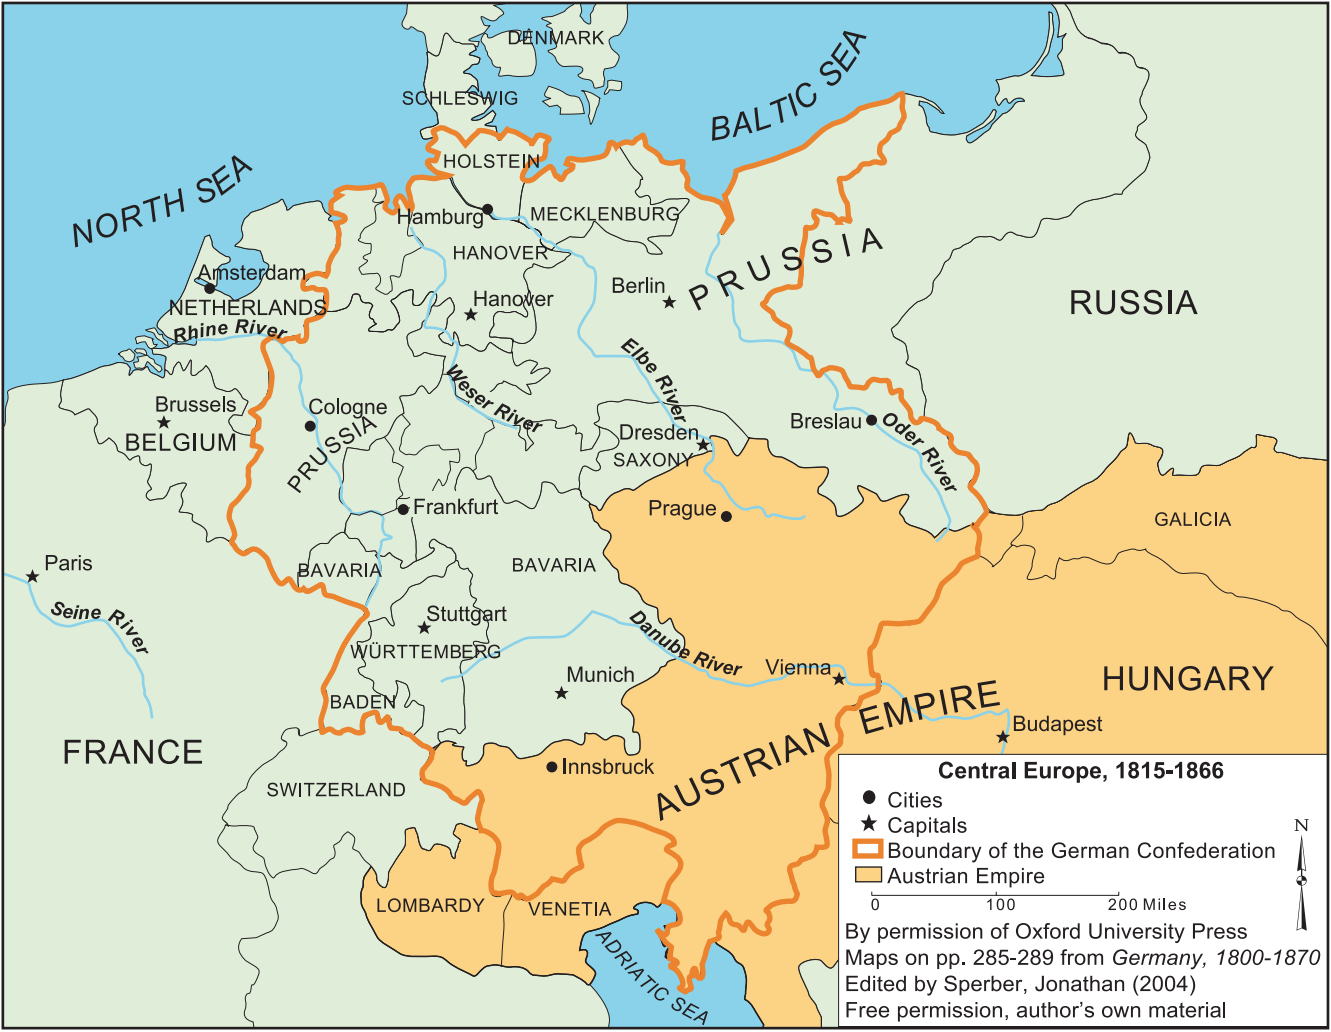 DENMARK
SCHLESWIG
BALTIC SEA
HOLSTEIN
NORTH SEA
Hamburg
MECKLENBURG
HANOVER
PRUSSIA
Amsterdam
Berlin
Hanover
NETHERLANDS
RUSSIA
Rhine River
Elbe River
Weser River
Brussels
Cologne
BELGIUM
PRUSSIA
Breslau
Oder River
Dresden
SAXONY
Frankfurt
Prague
GALICIA
Paris
BAVARIA
BAVARIA
Seine River
Stuttgart
Danube River
WÜRTTEMBERG
Vienna
Munich
HUNGARY
BADEN
AUSTRIAN EMPIRE
Budapest
FRANCE
Innsbruck
SWITZERLAND
LOMBARDY
VENETIA
ADRIATIC SEA
Central Europe, 1815-1866
Cities
Capitals
N
Boundary of the German Confederation
Austrian Empire
0 100 200 Miles
By permission of Oxford University Press
Maps on pp. 285-289 from Germany, 1800-1870
Edited by Sperber, Jonathan (2004)
Free permission, author's own material